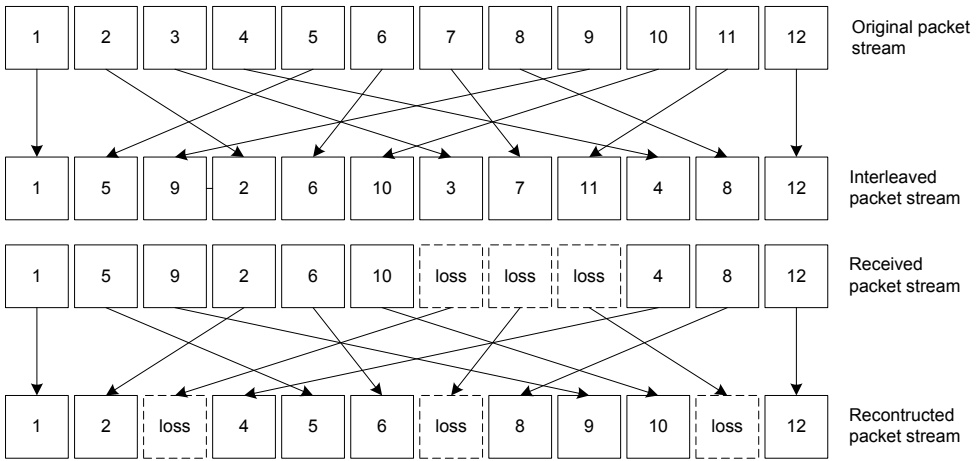 1 2 3 4 5 6 7 8 9 10 11 12
Original packet
stream
1 5 9 2 6 10 3 7 11 4 8 12
Interleaved
packet stream
1 5 9 2 6 10 loss loss loss 4 8 12
Received
packet stream
1 2 loss 4 5 6 loss 8 9 10 loss 12
Recontructed
packet stream